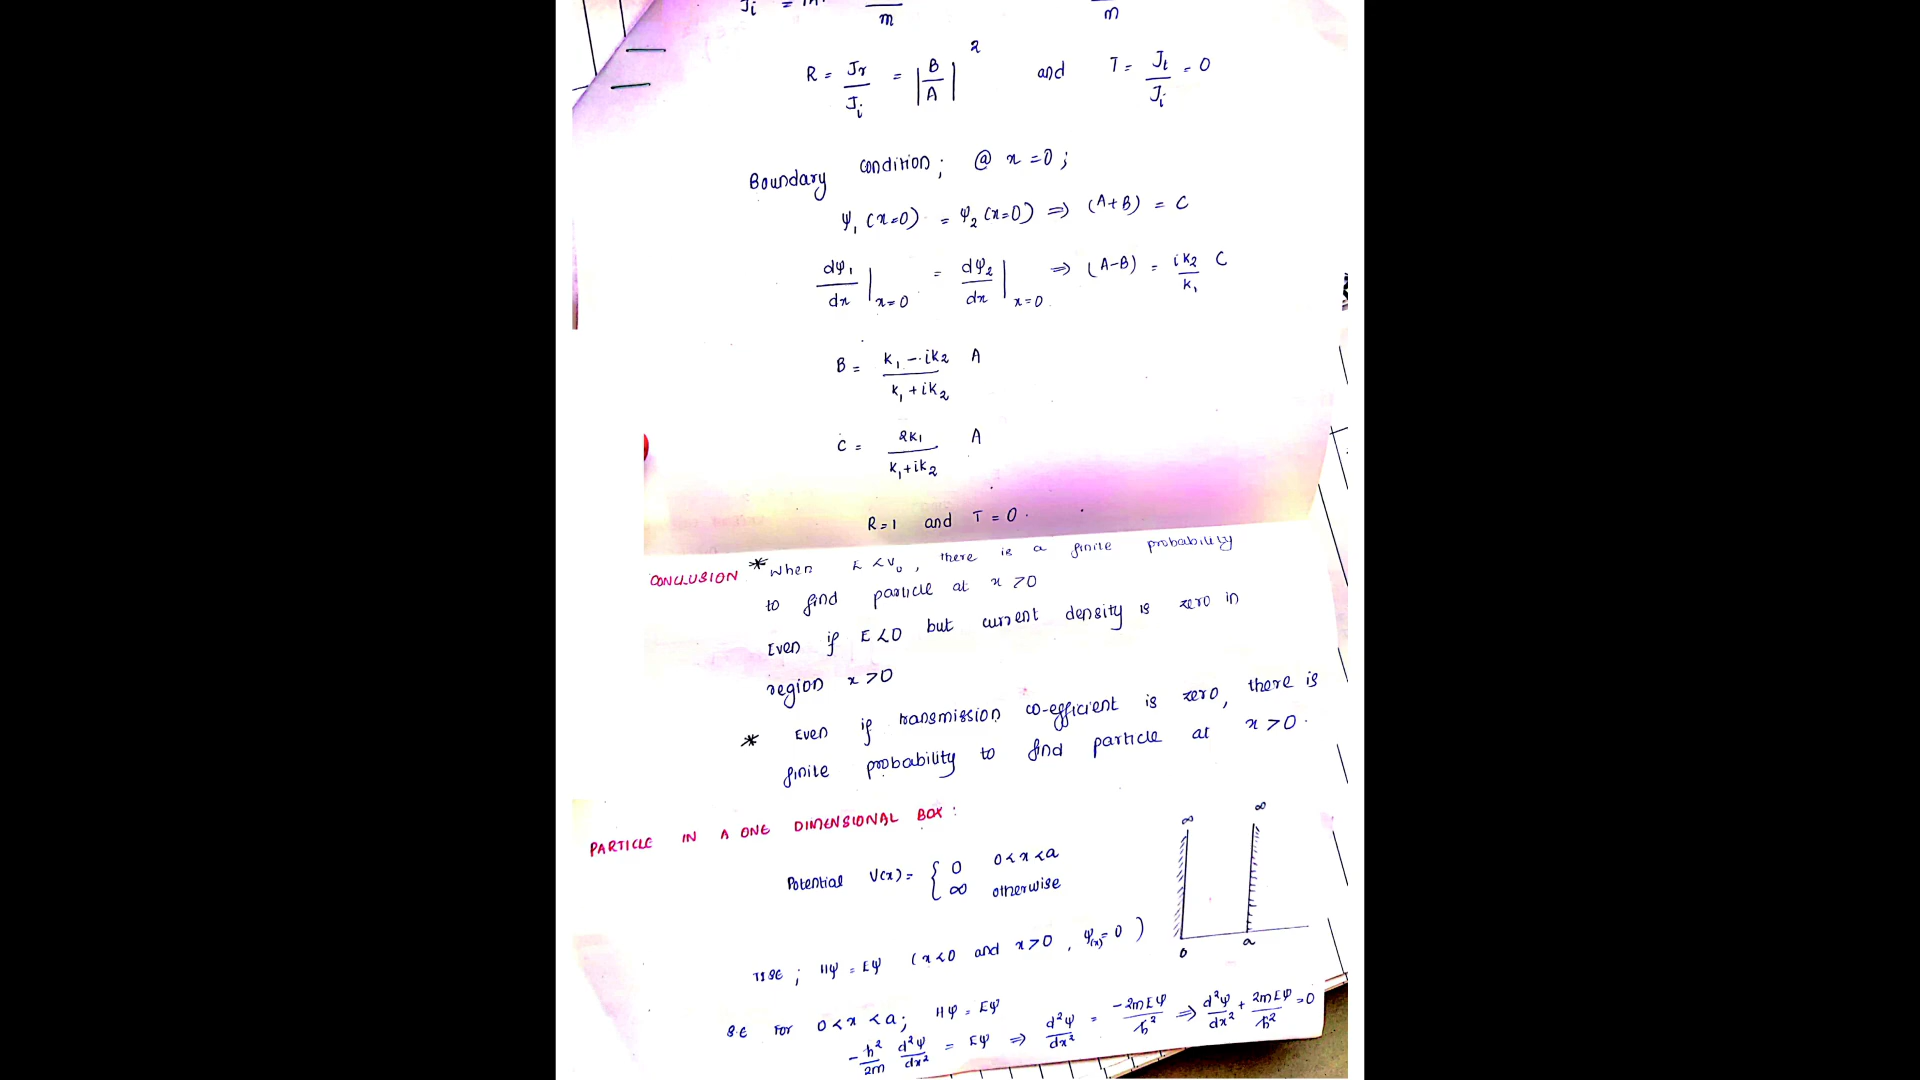 m m
R = Jr/Ji = |B/A|² and T = Jt/Ji = 0
Boundary condition ; @ x = 0 ;
ψ₁ (x=0) = ψ₂ (x=0) ⇒ (A+B) = C
dψ₁/dx |x=0 = dψ₂/dx |x=0 ⇒ (A-B) = ik₂/k₁ C
B = k₁ - ik₂/k₁ + ik₂ A
C = 2k₁/k₁+ik₂ A
R=1 and T = 0.
CONCLUSION * When E < V₀, there is a finite probability
to find particle at x > 0
Even if E < 0 but current density is zero in
region x > 0
* Even if transmission co-efficient is zero, there is
finite probability to find particle at x > 0.
PARTICLE IN A ONE DIMENSIONAL BOX :
∞ ∞
Potential V(x) = { 0 0 < x < a
∞ otherwise
TISE ; Hψ = Eψ (x<0 and x>0, ψ(x) = 0 )
0 a
S.E For 0 < x < a ; Hψ = Eψ
-ħ²/2m d²ψ/dx² = Eψ ⇒ d²ψ/dx² = -2mEψ/ħ² ⇒ d²ψ/dx² + 2mEψ/ħ² = 0